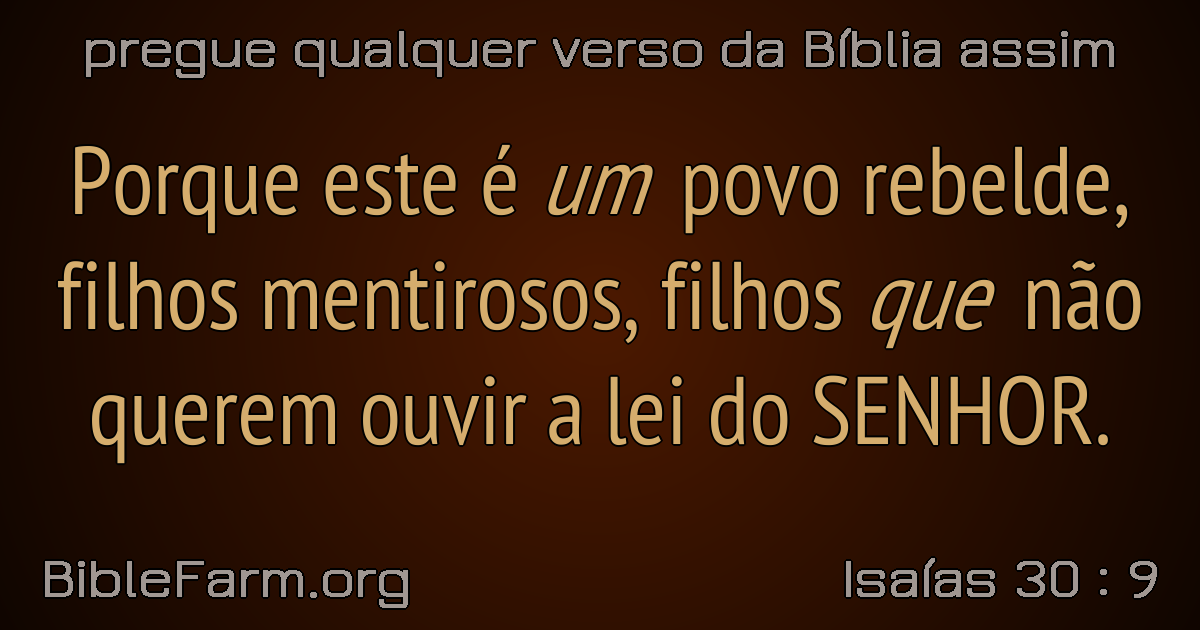 pregue qualquer verso da Bíblia assim
Porque este é um povo rebelde,
filhos mentirosos, filhos que não
querem ouvir a lei do SENHOR.
BibleFarm.org
Isaías 30 : 9